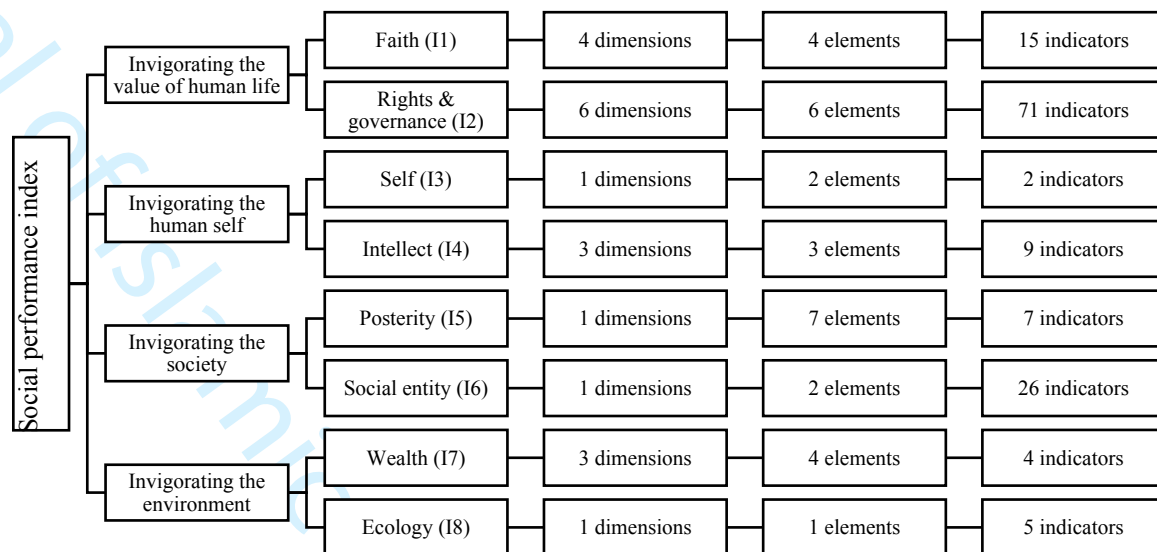 Social performance index
Invigorating the
value of human life
Faith (I1)
4 dimensions
4 elements
15 indicators
Rights &
governance (I2)
6 dimensions
6 elements
71 indicators
Invigorating the
human self
Self (I3)
1 dimensions
2 elements
2 indicators
Intellect (I4)
3 dimensions
3 elements
9 indicators
Invigorating the
society
Posterity (I5)
1 dimensions
7 elements
7 indicators
Social entity (I6)
1 dimensions
2 elements
26 indicators
Invigorating the
environment
Wealth (I7)
3 dimensions
4 elements
4 indicators
Ecology (I8)
1 dimensions
1 elements
5 indicators
of Islamic